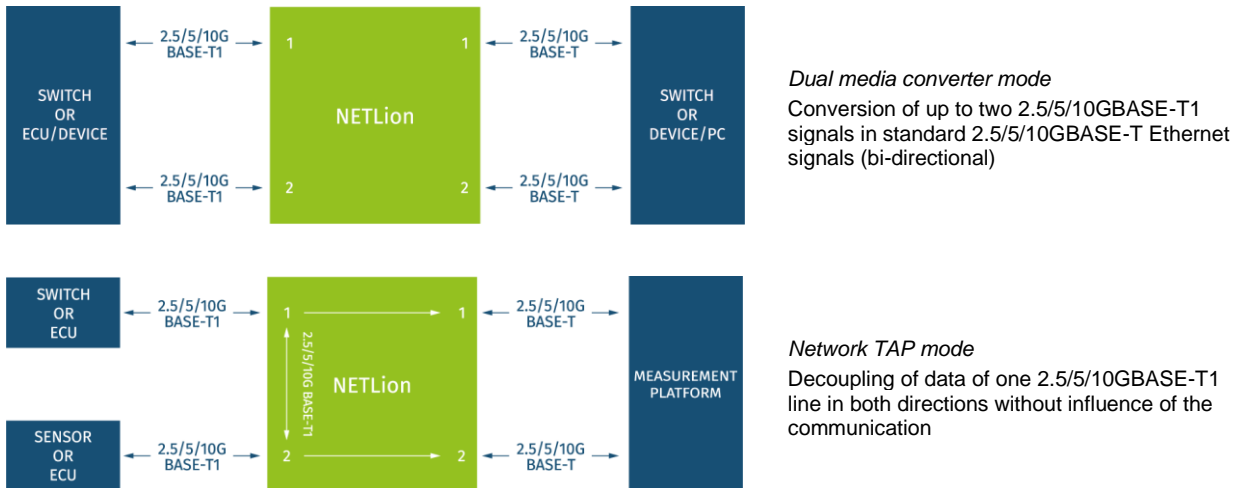 SWITCH
OR
ECU/DEVICE
2.5/5/10G
BASE-T1
2.5/5/10G
BASE-T1
1
2
NETLion
1
2
2.5/5/10G
BASE-T
2.5/5/10G
BASE-T
SWITCH
OR
DEVICE/PC
Dual media converter mode
Conversion of up to two 2.5/5/10GBASE-T1
signals in standard 2.5/5/10GBASE-T Ethernet
signals (bi-directional)
SWITCH
OR
ECU
SENSOR
OR
ECU
2.5/5/10G
BASE-T1
2.5/5/10G
BASE-T1
1
2
2.5/5/10G BASE-T1
NETLion
1
2
2.5/5/10G
BASE-T
2.5/5/10G
BASE-T
MEASUREMENT
PLATFORM
Network TAP mode
Decoupling of data of one 2.5/5/10GBASE-T1
line in both directions without influence of the
communication